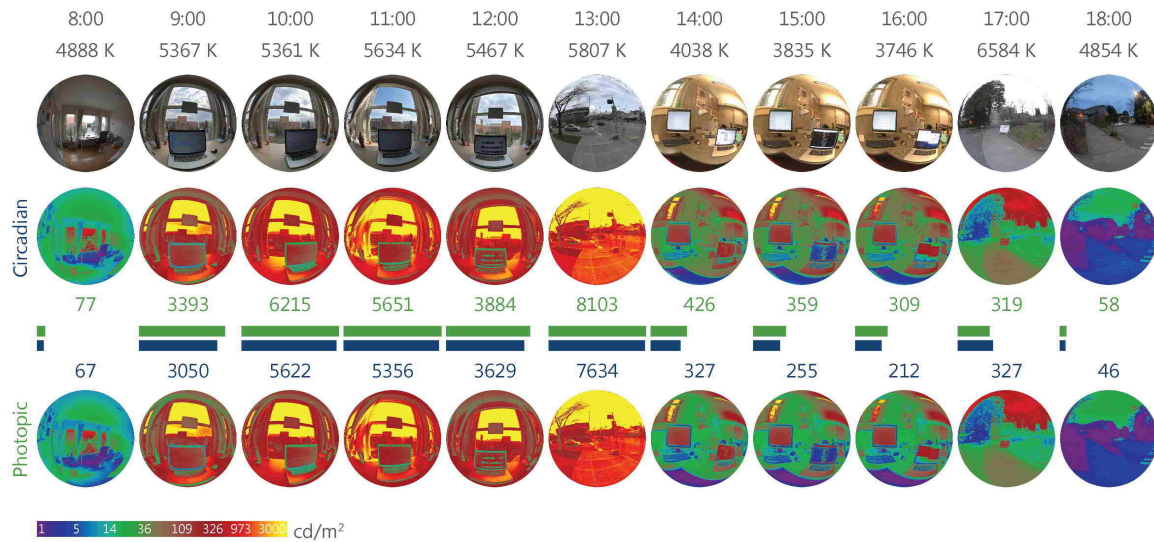 8:00 9:00 10:00 11:00 12:00 13:00 14:00 15:00 16:00 17:00 18:00
4888 K 5367 K 5361 K 5634 K 5467 K 5807 K 4038 K 3835 K 3746 K 6584 K 4854 K
Circadian
77 3393 6215 5651 3884 8103 426 359 309 319 58
67 3050 5622 5356 3629 7634 327 255 212 327 46
Photopic
1 5 14 36 109 326 973 3000 cd/m²